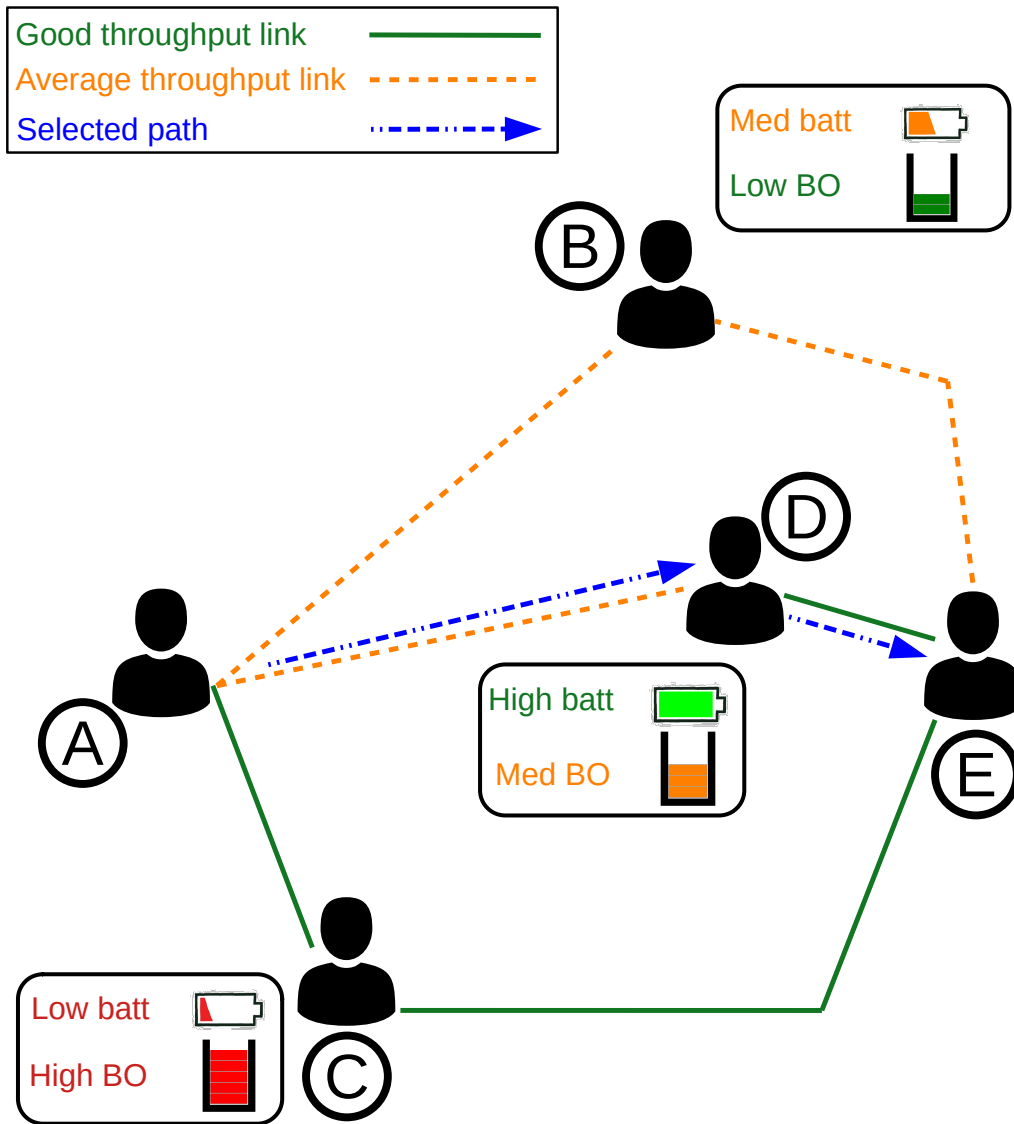 Good throughput link
Average throughput link
Selected path
Med batt
Low BO
B
D
A
High batt
Med BO
E
Low batt
High BO
C